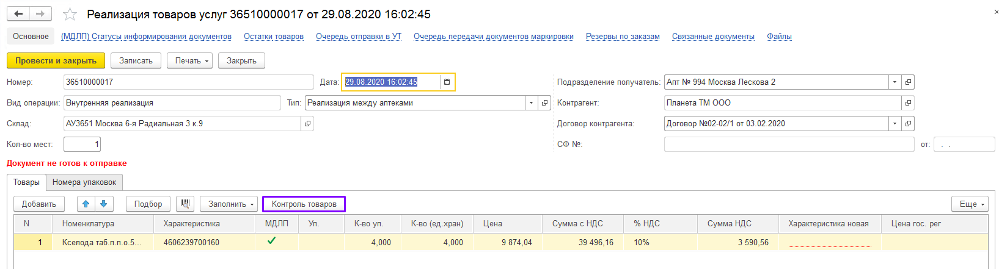 Реализация товаров услуг 36510000017 от 29.08.2020 16:02:45
Основное (МДЛП) Статусы информирования документов Остатки товаров Очередь отправки в УТ Очередь передачи документов маркировки Резервы по заказам Связанные документы Файлы
Провести и закрыть Записать Печать Закрыть
Номер: 36510000017 Дата: 29.08.2020 16:02:45 Подразделение получатель: Апт № 994 Москва Лескова 2
Вид операции: Внутренняя реализация Тип: Реализация между аптеками Контрагент: Планета ТМ ООО
Склад: АУ3651 Москва 6-я Радиальная 3 к.9 Договор контрагента: Договор №02-02/1 от 03.02.2020
Кол-во мест: 1 СФ №: от: . .
Документ не готов к отправке
Товары Номера упаковок
Добавить Подбор Заполнить Контроль товаров Еще
N Номенклатура Характеристика МДЛП Уп. К-во уп. К-во (ед.хран) Цена Сумма с НДС % НДС Сумма НДС Характеристика новая Цена гос. рег
1 Кселода таб.п.п.о.5... 4606239700160 4,000 4,000 9 874,04 39 496,16 10% 3 590,56